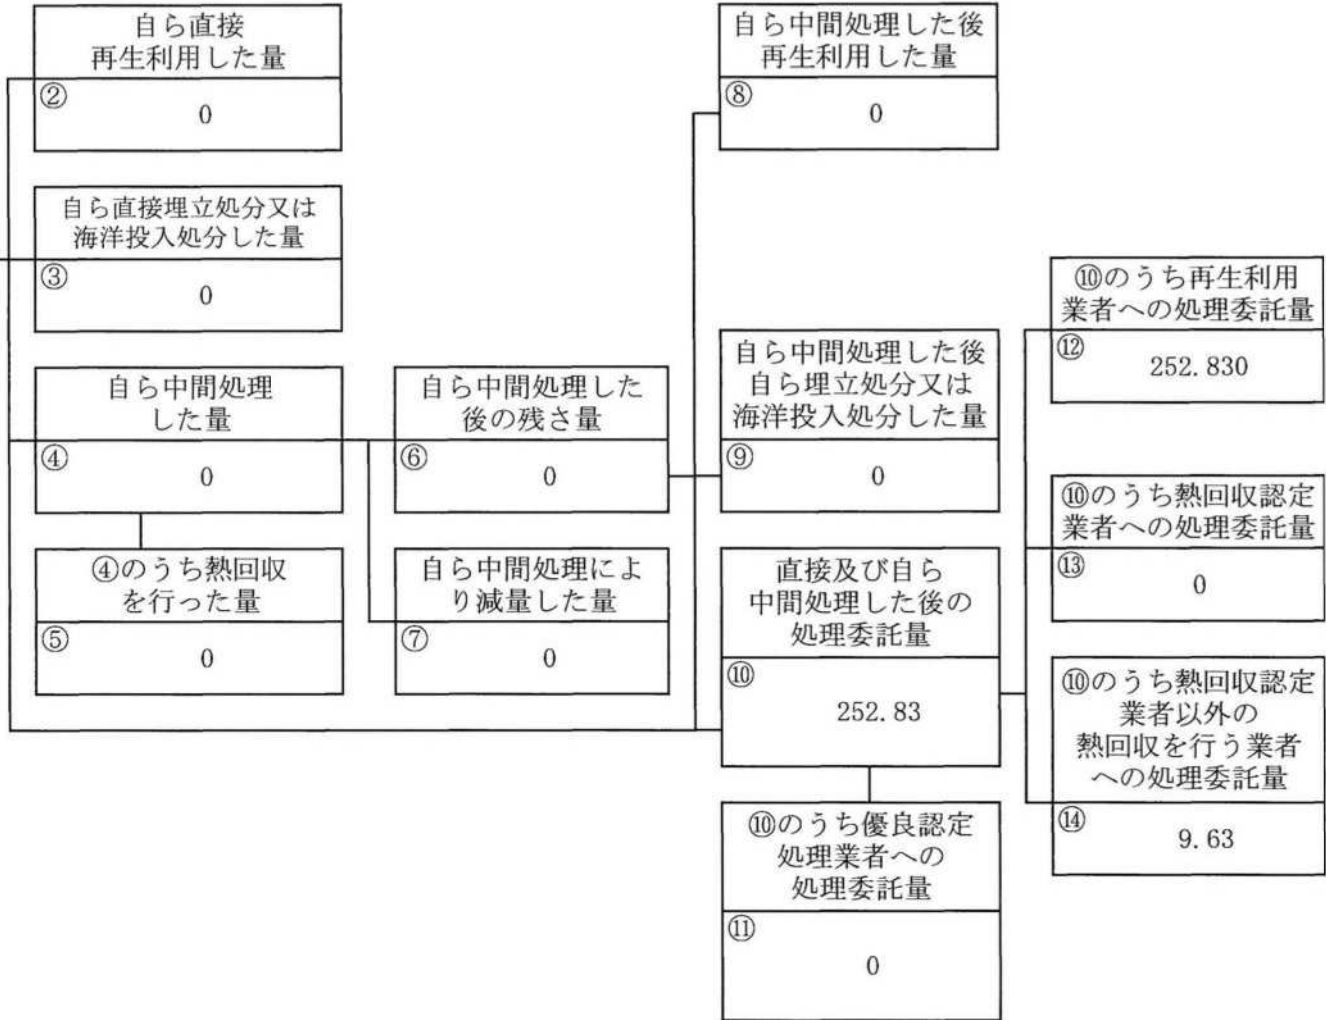 自ら直接
再生利用した量
②
0
自ら直接埋立処分又は
海洋投入処分した量
③
0
自ら中間処理
した量
④
0
④のうち熱回収
を行った量
⑤
0
自ら中間処理した
後の残さ量
⑥
0
自ら中間処理によ
り減量した量
⑦
0
自ら中間処理した後
再生利用した量
⑧
0
自ら中間処理した後
自ら埋立処分又は
海洋投入処分した量
⑨
0
直接及び自ら
中間処理した後の
処理委託量
⑩
252.83
⑩のうち優良認定
処理業者への
処理委託量
⑪
0
⑩のうち再生利用
業者への処理委託量
⑫
252.830
⑩のうち熱回収認定
業者への処理委託量
⑬
0
⑩のうち熱回収認定
業者以外の
熱回収を行う業者
への処理委託量
⑭
9.63